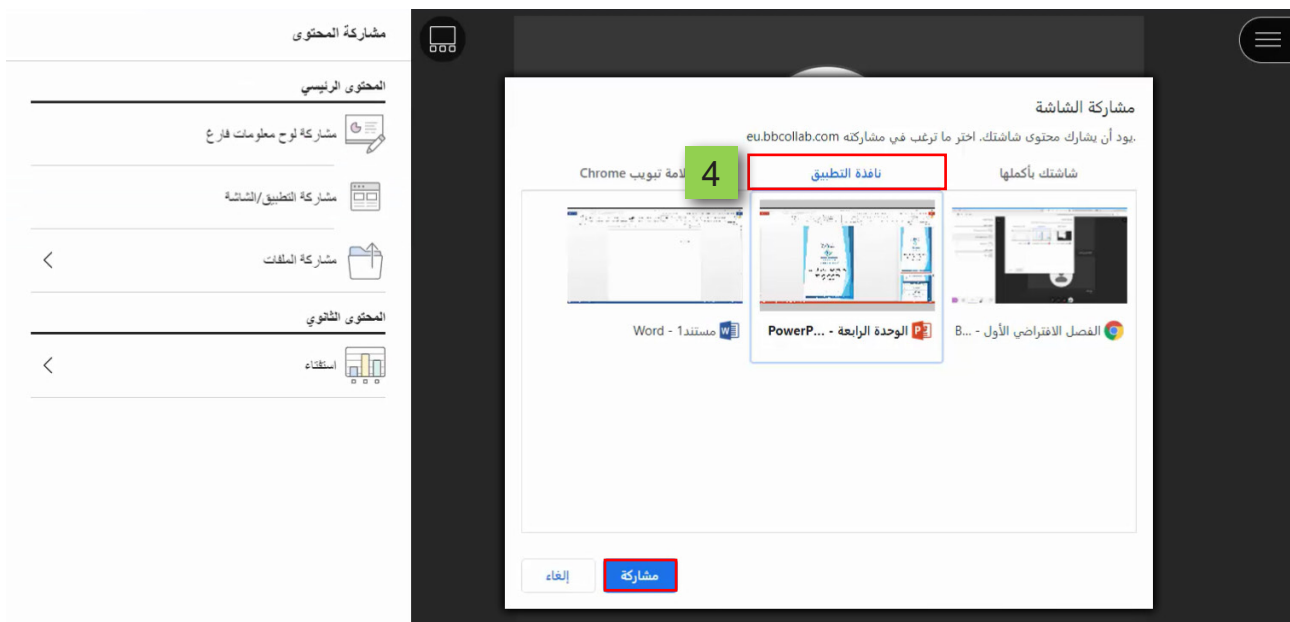 مشاركة المحتوى
المحتوى الرئيسي
مشاركة لوح معلومات فارغ
مشاركة التطبيق/الشاشة
مشاركة الملفات
المحتوى الثانوي
استفتاء
مشاركة الشاشة
.يود أن يشارك محتوى شاشتك. اختر ما ترغب في مشاركته eu.bbcollab.com
شاشتك بأكملها
نافذة التطبيق
4
لامة تبويب Chrome
الفصل الافتراضي الأول - B...
الوحدة الرابعة - PowerP...
مستند1 - Word
مشاركة
إلغاء